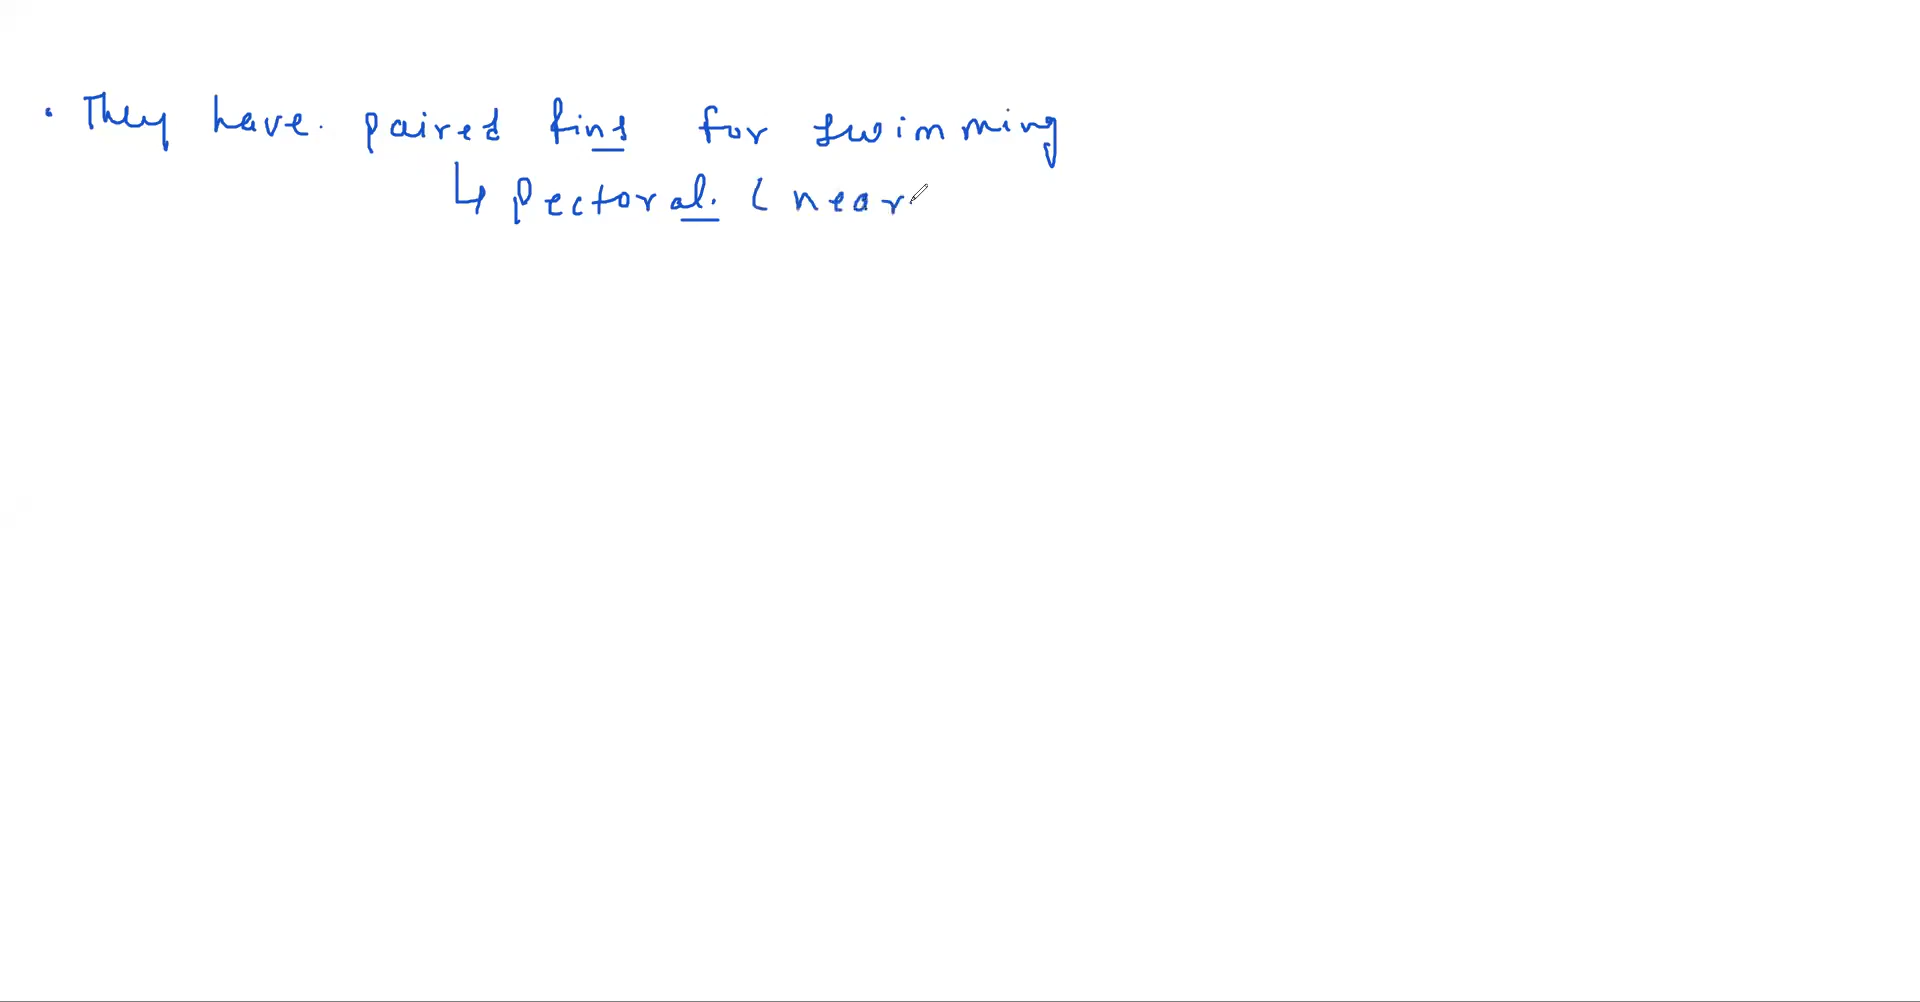 • They have paired fins for swimming
↳ Pectoral. (near